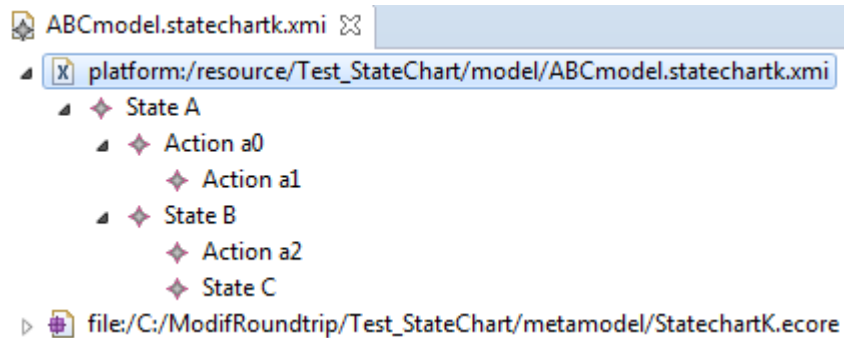 ABCmodel.statechartk.xmi
platform:/resource/Test_StateChart/model/ABCmodel.statechartk.xmi
State A
Action a0
Action a1
State B
Action a2
State C
file:/C:/ModifRoundtrip/Test_StateChart/metamodel/StatechartK.ecore